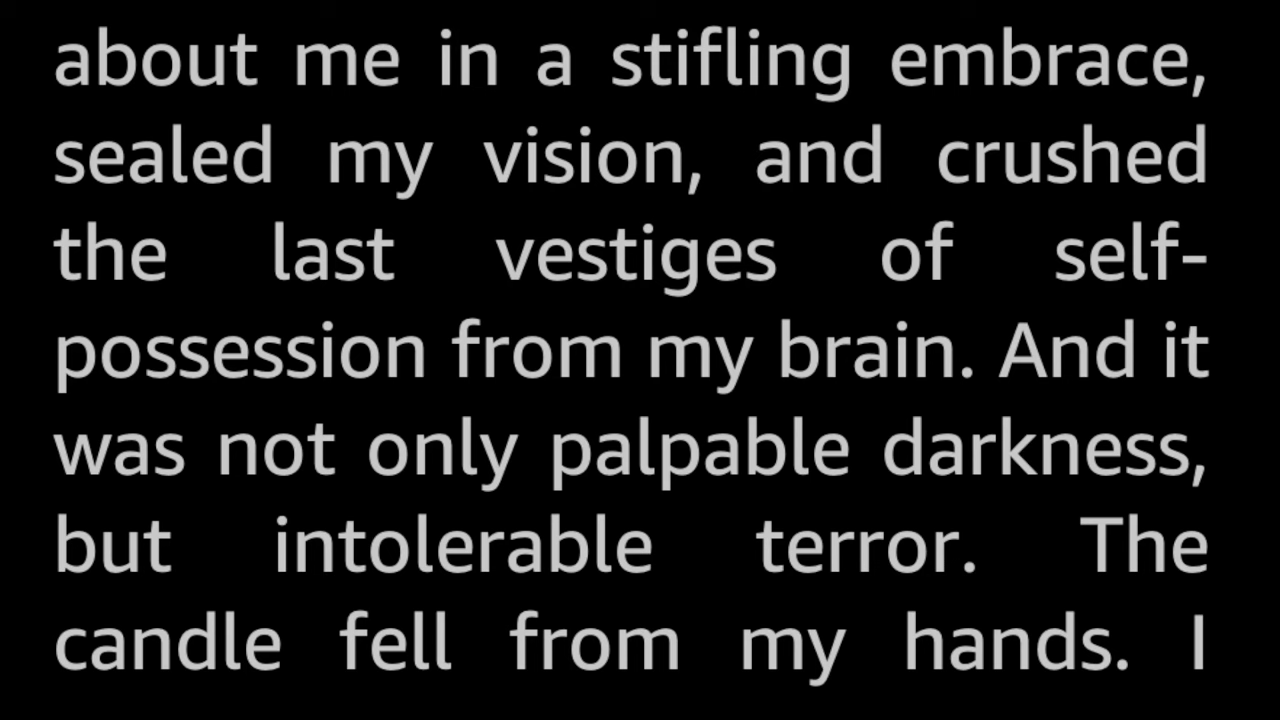 about me in a stifling embrace,
sealed my vision, and crushed
the last vestiges of self-
possession from my brain. And it
was not only palpable darkness,
but intolerable terror. The
candle fell from my hands. I